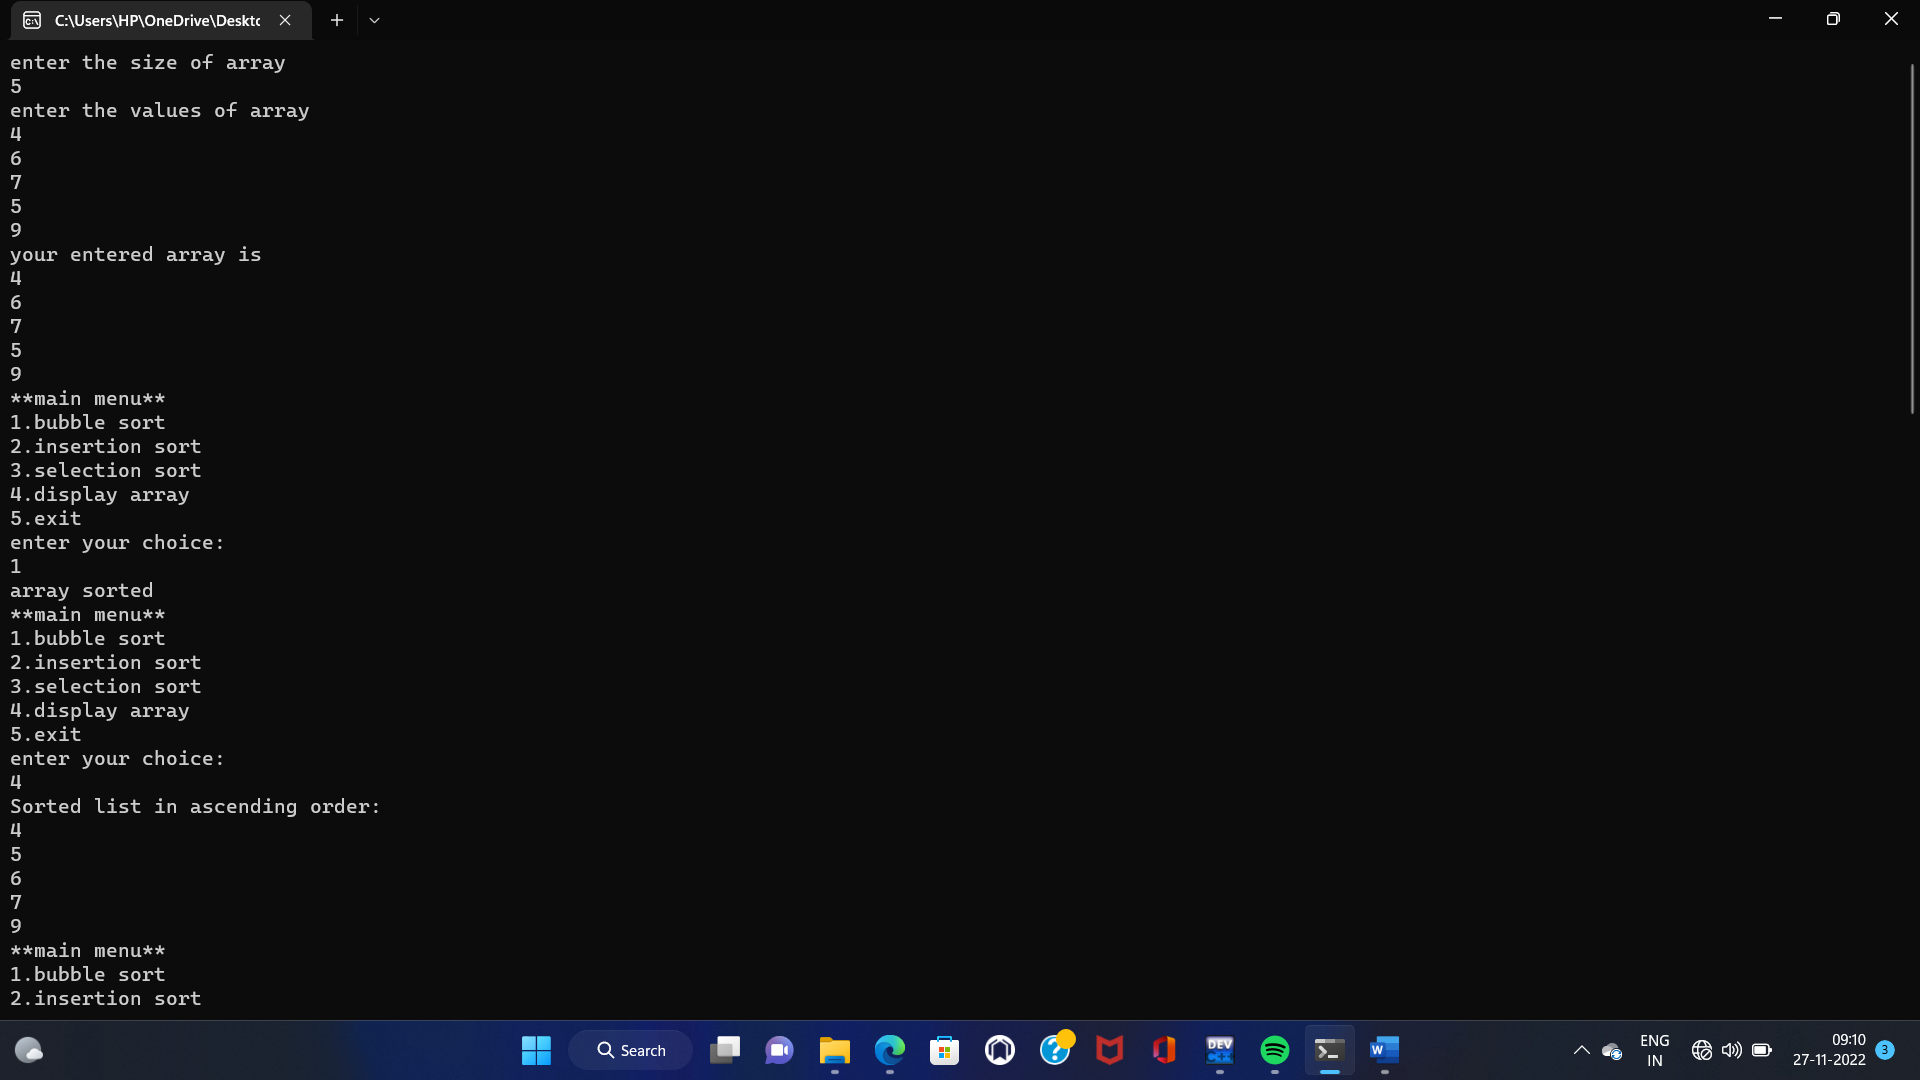 C:\Users\HP\OneDrive\Deskto
enter the size of array
5
enter the values of array
4
6
7
5
9
your entered array is
4
6
7
5
9
**main menu**
1.bubble sort
2.insertion sort
3.selection sort
4.display array
5.exit
enter your choice:
1
array sorted
**main menu**
1.bubble sort
2.insertion sort
3.selection sort
4.display array
5.exit
enter your choice:
4
Sorted list in ascending order:
4
5
6
7
9
**main menu**
1.bubble sort
2.insertion sort
Search
DEV
C++
W
ENG
IN
09:10
27-11-2022
3